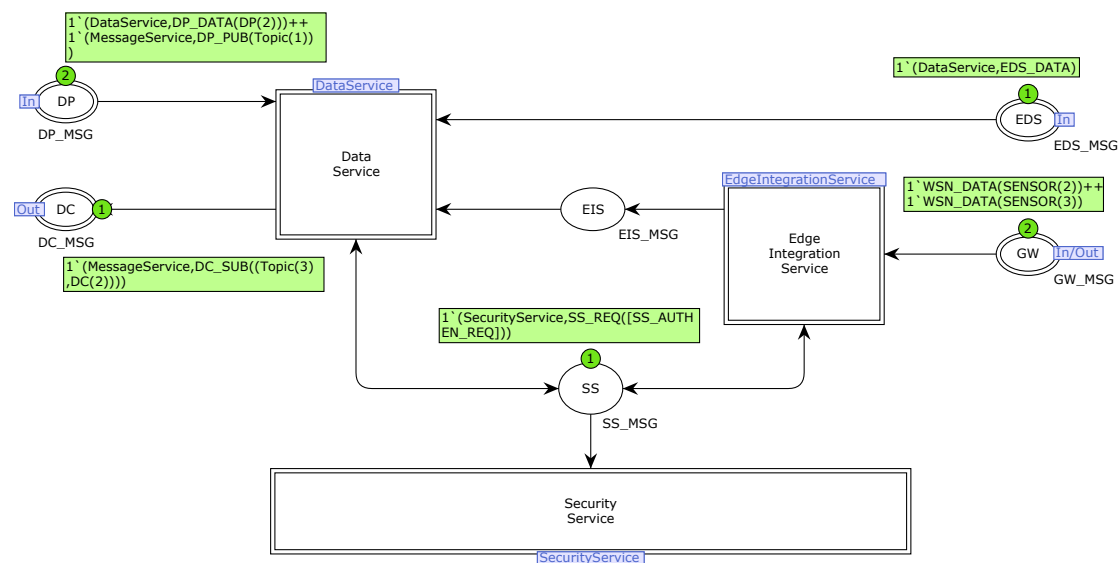 1`(DataService,DP_DATA(DP(2)))++
1`(MessageService,DP_PUB(Topic(1))
)
2
In
DP
DP_MSG
DataService
Data
Service
1`(DataService,EDS_DATA)
1
EDS
In
EDS_MSG
Out
DC
1
DC_MSG
1`(MessageService,DC_SUB((Topic(3)
,DC(2))))
EIS
EIS_MSG
EdgeIntegrationService
Edge
Integration
Service
1`WSN_DATA(SENSOR(2))++
1`WSN_DATA(SENSOR(3))
2
GW
In/Out
GW_MSG
1`(SecurityService,SS_REQ([SS_AUTH
EN_REQ]))
1
SS
SS_MSG
Security
Service
SecurityService